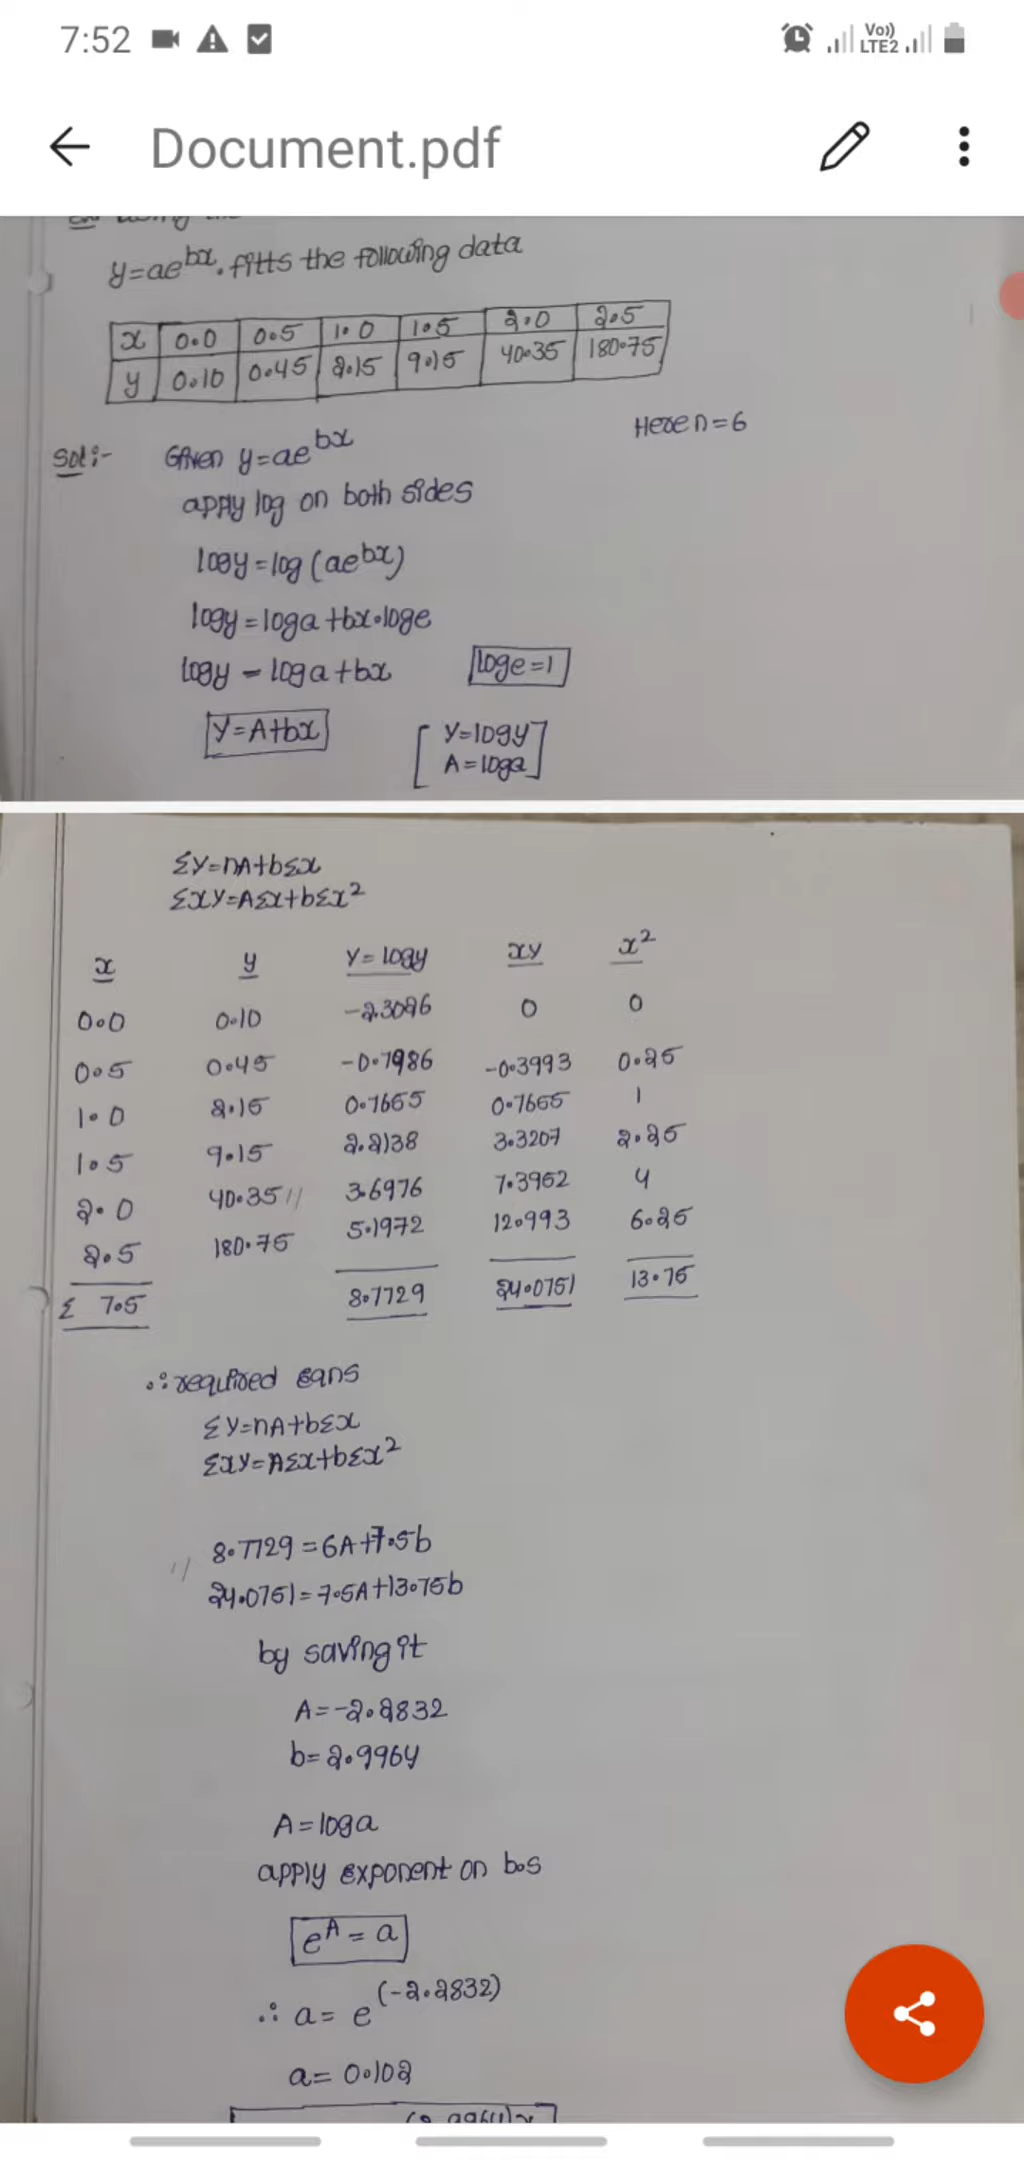 7:52 Vo)) LTE2
Document.pdf
y=ae^bx. fitts the following data
x 0.0 0.5 1.0 1.5 2.0 2.5
y 0.10 0.45 2.15 9.15 40.35 180.75
Here n=6
Sol:- Given y=ae^bx
apply log on both sides
logy=log(ae^bx)
logy=loga+bx.loge
logy=loga+bx loge=1
Y=A+bx [Y=logy
A=loga]
ΣY=nA+bΣx
ΣxY=AΣx+bΣx²
x y Y=logy xy x²
0.0 0.10 -2.3026 0 0
0.5 0.45 -0.7986 -0.3993 0.25
1.0 2.15 0.7655 0.7655 1
1.5 9.15 2.2138 3.3207 2.25
2.0 40.35 3.6976 7.3952 4
2.5 180.75 5.1972 12.993 6.25
Σ 7.5 8.7729 24.0751 13.75
∴ required eqns
ΣY=nA+bΣx
ΣxY=AΣx+bΣx²
8.7729=6A+7.5b
24.0751=7.5A+13.75b
by saving it
A=-2.2832
b=2.9964
A=loga
apply exponent on b.s
e^A=a
∴ a=e^(-2.2832)
a=0.102